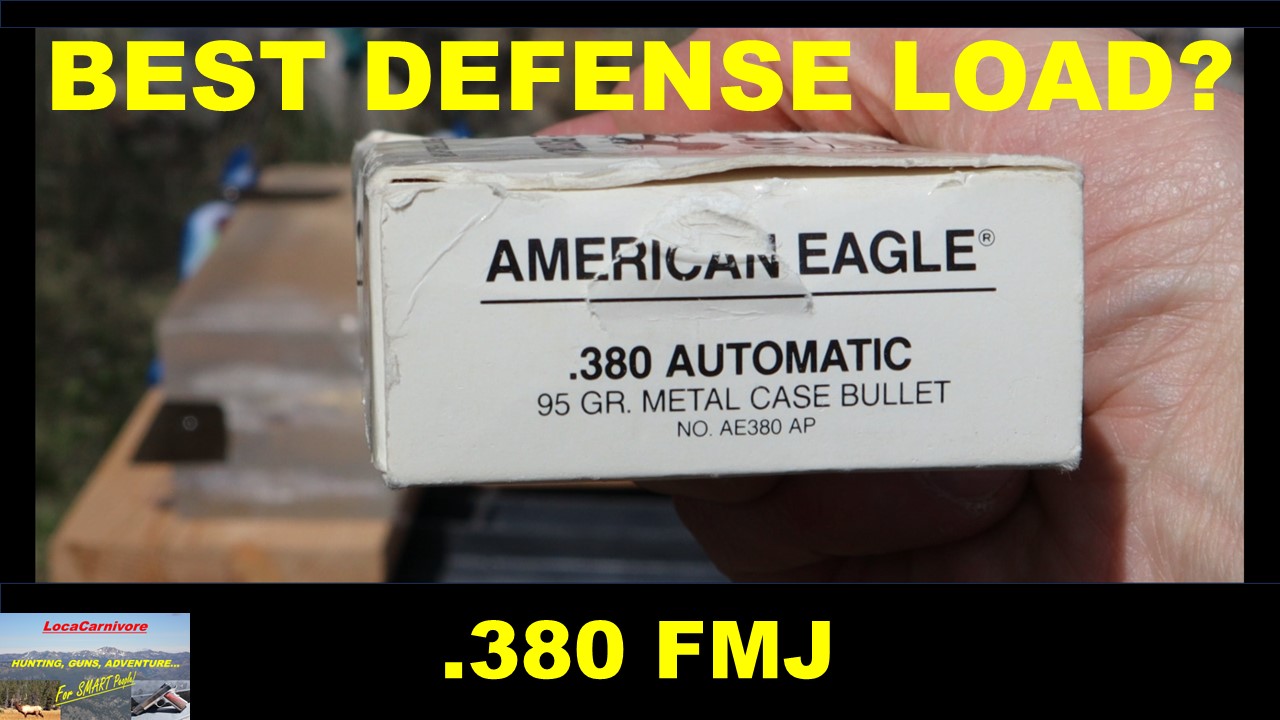 BEST DEFENSE LOAD?
AMERICAN EAGLE®
.380 AUTOMATIC
95 GR. METAL CASE BULLET
NO. AE380 AP
LocaCarnivore
HUNTING, GUNS, ADVENTURE...
For SMART People!
.380 FMJ